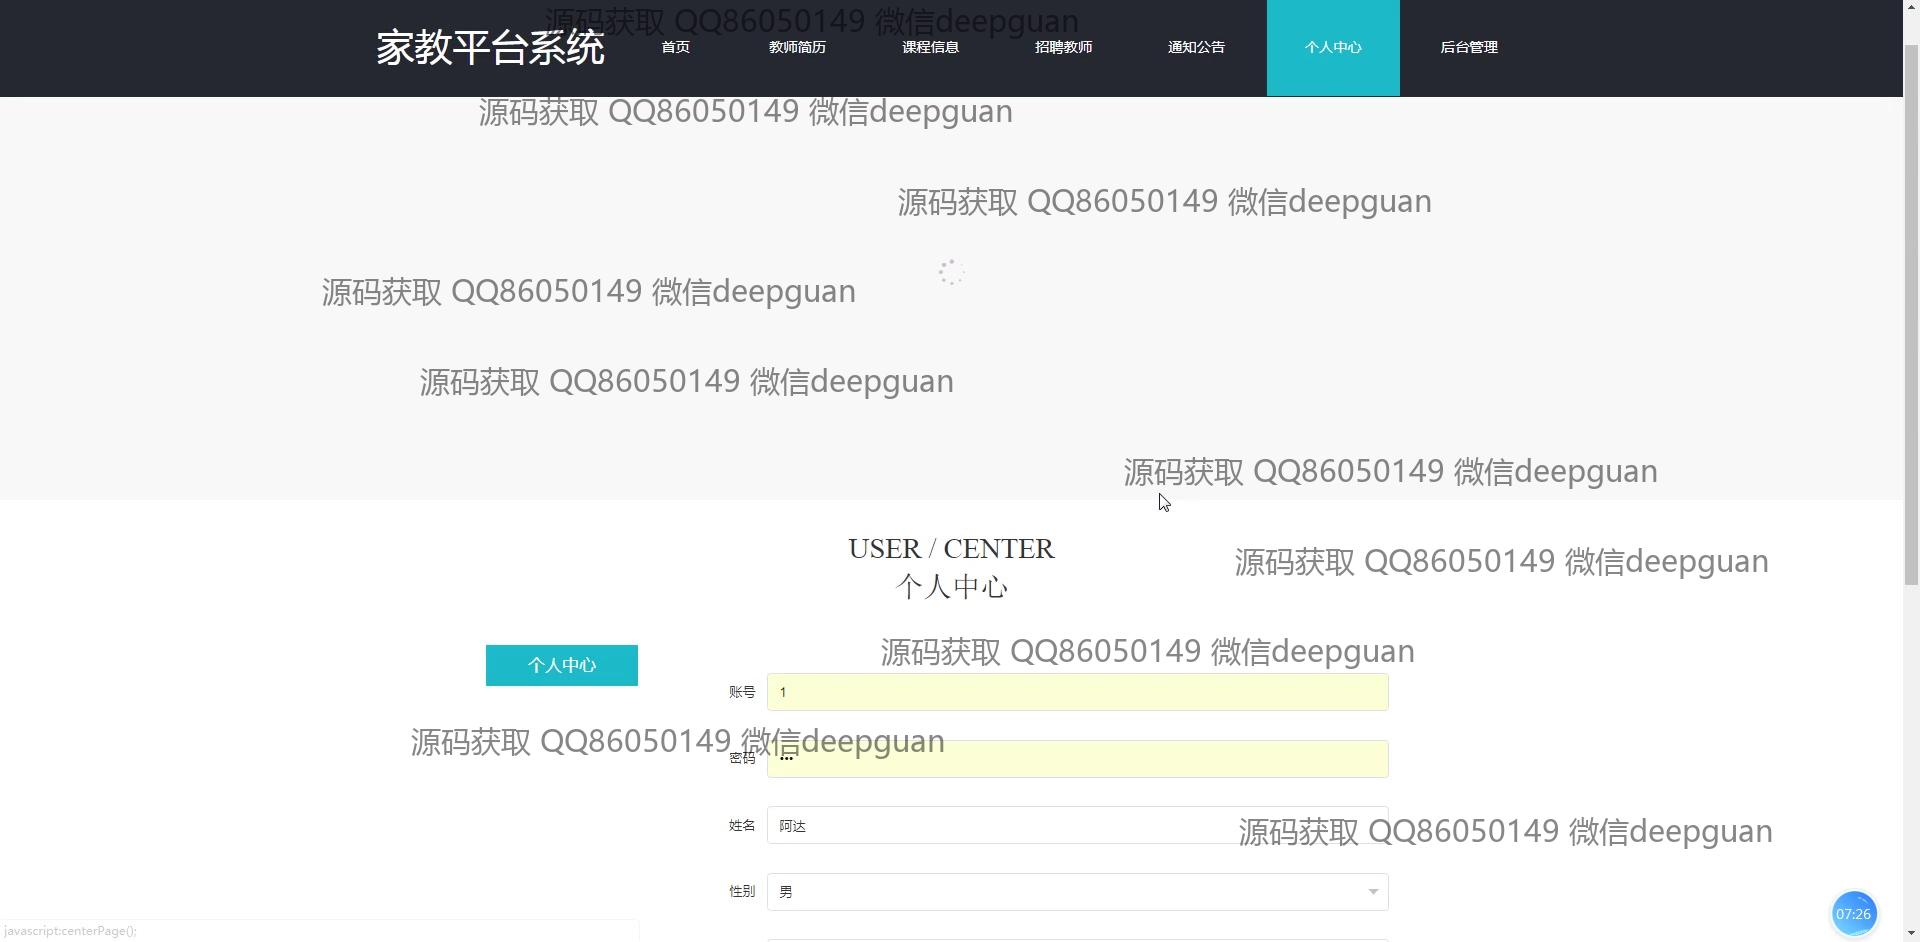 源码获取 QQ86050149 微信deepguan
家教平台系统
首页
教师简历
课程信息
招聘教师
通知公告
个人中心
后台管理
源码获取 QQ86050149 微信deepguan
源码获取 QQ86050149 微信deepguan
源码获取 QQ86050149 微信deepguan
源码获取 QQ86050149 微信deepguan
源码获取 QQ86050149 微信deepguan
USER / CENTER
源码获取 QQ86050149 微信deepguan
个人中心
源码获取 QQ86050149 微信deepguan
个人中心
账号 1
源码获取 QQ86050149 微信deepguan
密码 •••
姓名 阿达
源码获取 QQ86050149 微信deepguan
性别 男
07:26
javascript:centerPage();